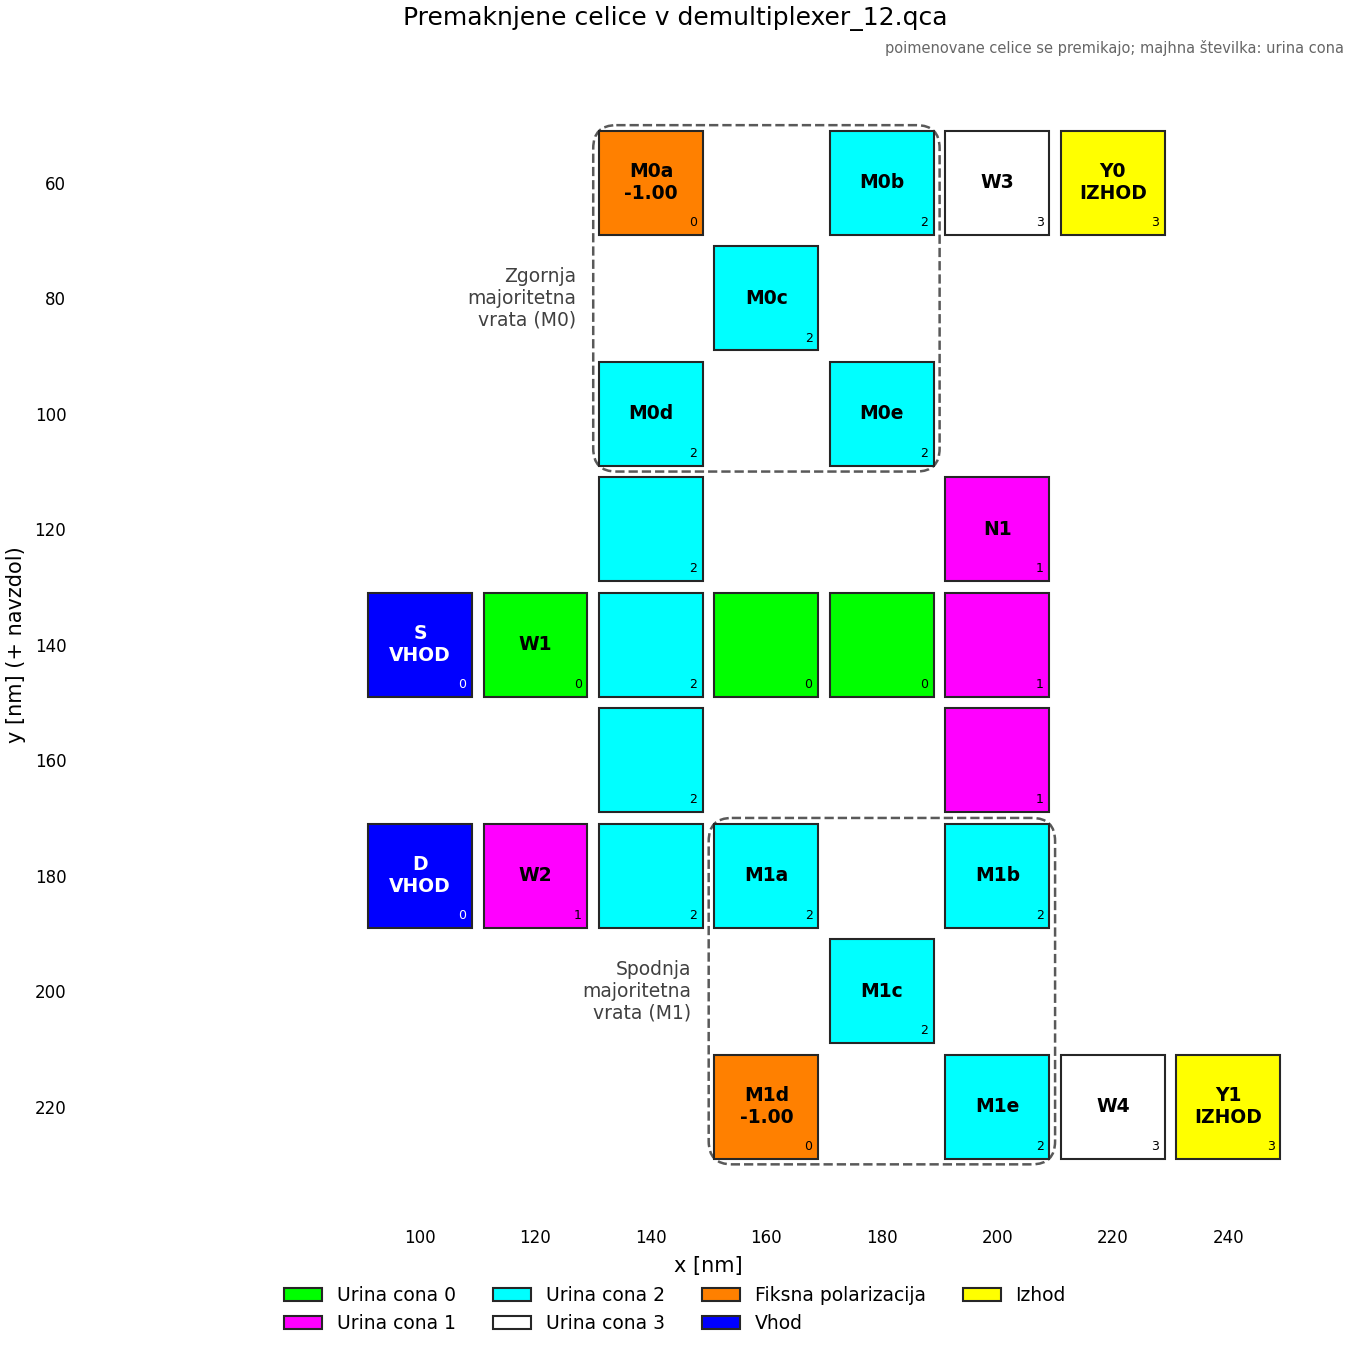 Premaknjene celice v demultiplexer_12.qca
poimenovane celice se premikajo; majhna številka: urina cona
60
M0a
-1.00
0
M0b
2
W3
3
Y0
IZHOD
3
Zgornja
majoritetna
vrata (M0)
80
M0c
2
100
M0d
2
M0e
2
120
2
N1
1
y [nm] (+ navzdol)
140
S
VHOD
0
W1
0
2
0
0
1
160
2
1
180
D
VHOD
0
W2
1
2
M1a
2
M1b
2
Spodnja
majoritetna
vrata (M1)
200
M1c
2
220
M1d
-1.00
0
M1e
2
W4
3
Y1
IZHOD
3
100 120 140 160 180 200 220 240
x [nm]
Urina cona 0 Urina cona 2 Fiksna polarizacija Izhod
Urina cona 1 Urina cona 3 Vhod